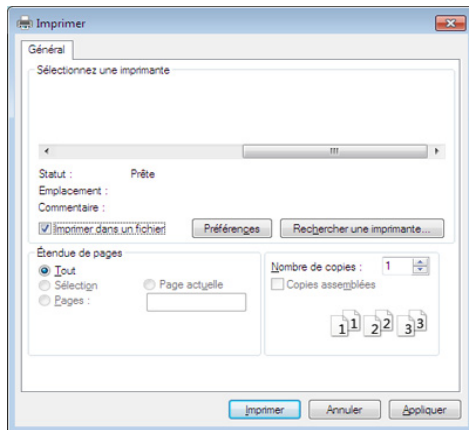 Imprimer
Général
Sélectionnez une imprimante
Statut : Prête
Emplacement :
Commentaire :
Imprimer dans un fichier Préférences Rechercher une imprimante...
Étendue de pages
Tout
Sélection Page actuelle
Pages :
Nombre de copies : 1
Copies assemblées
1 1 2 2 3 3
Imprimer Annuler Appliquer